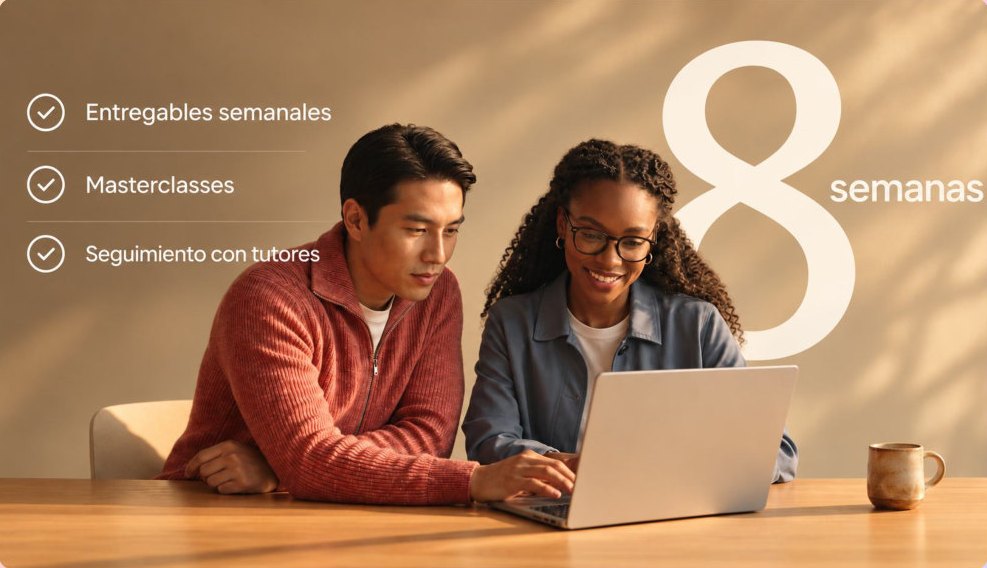 Entregables semanales
Masterclasses
Seguimiento con tutores
8
semanas